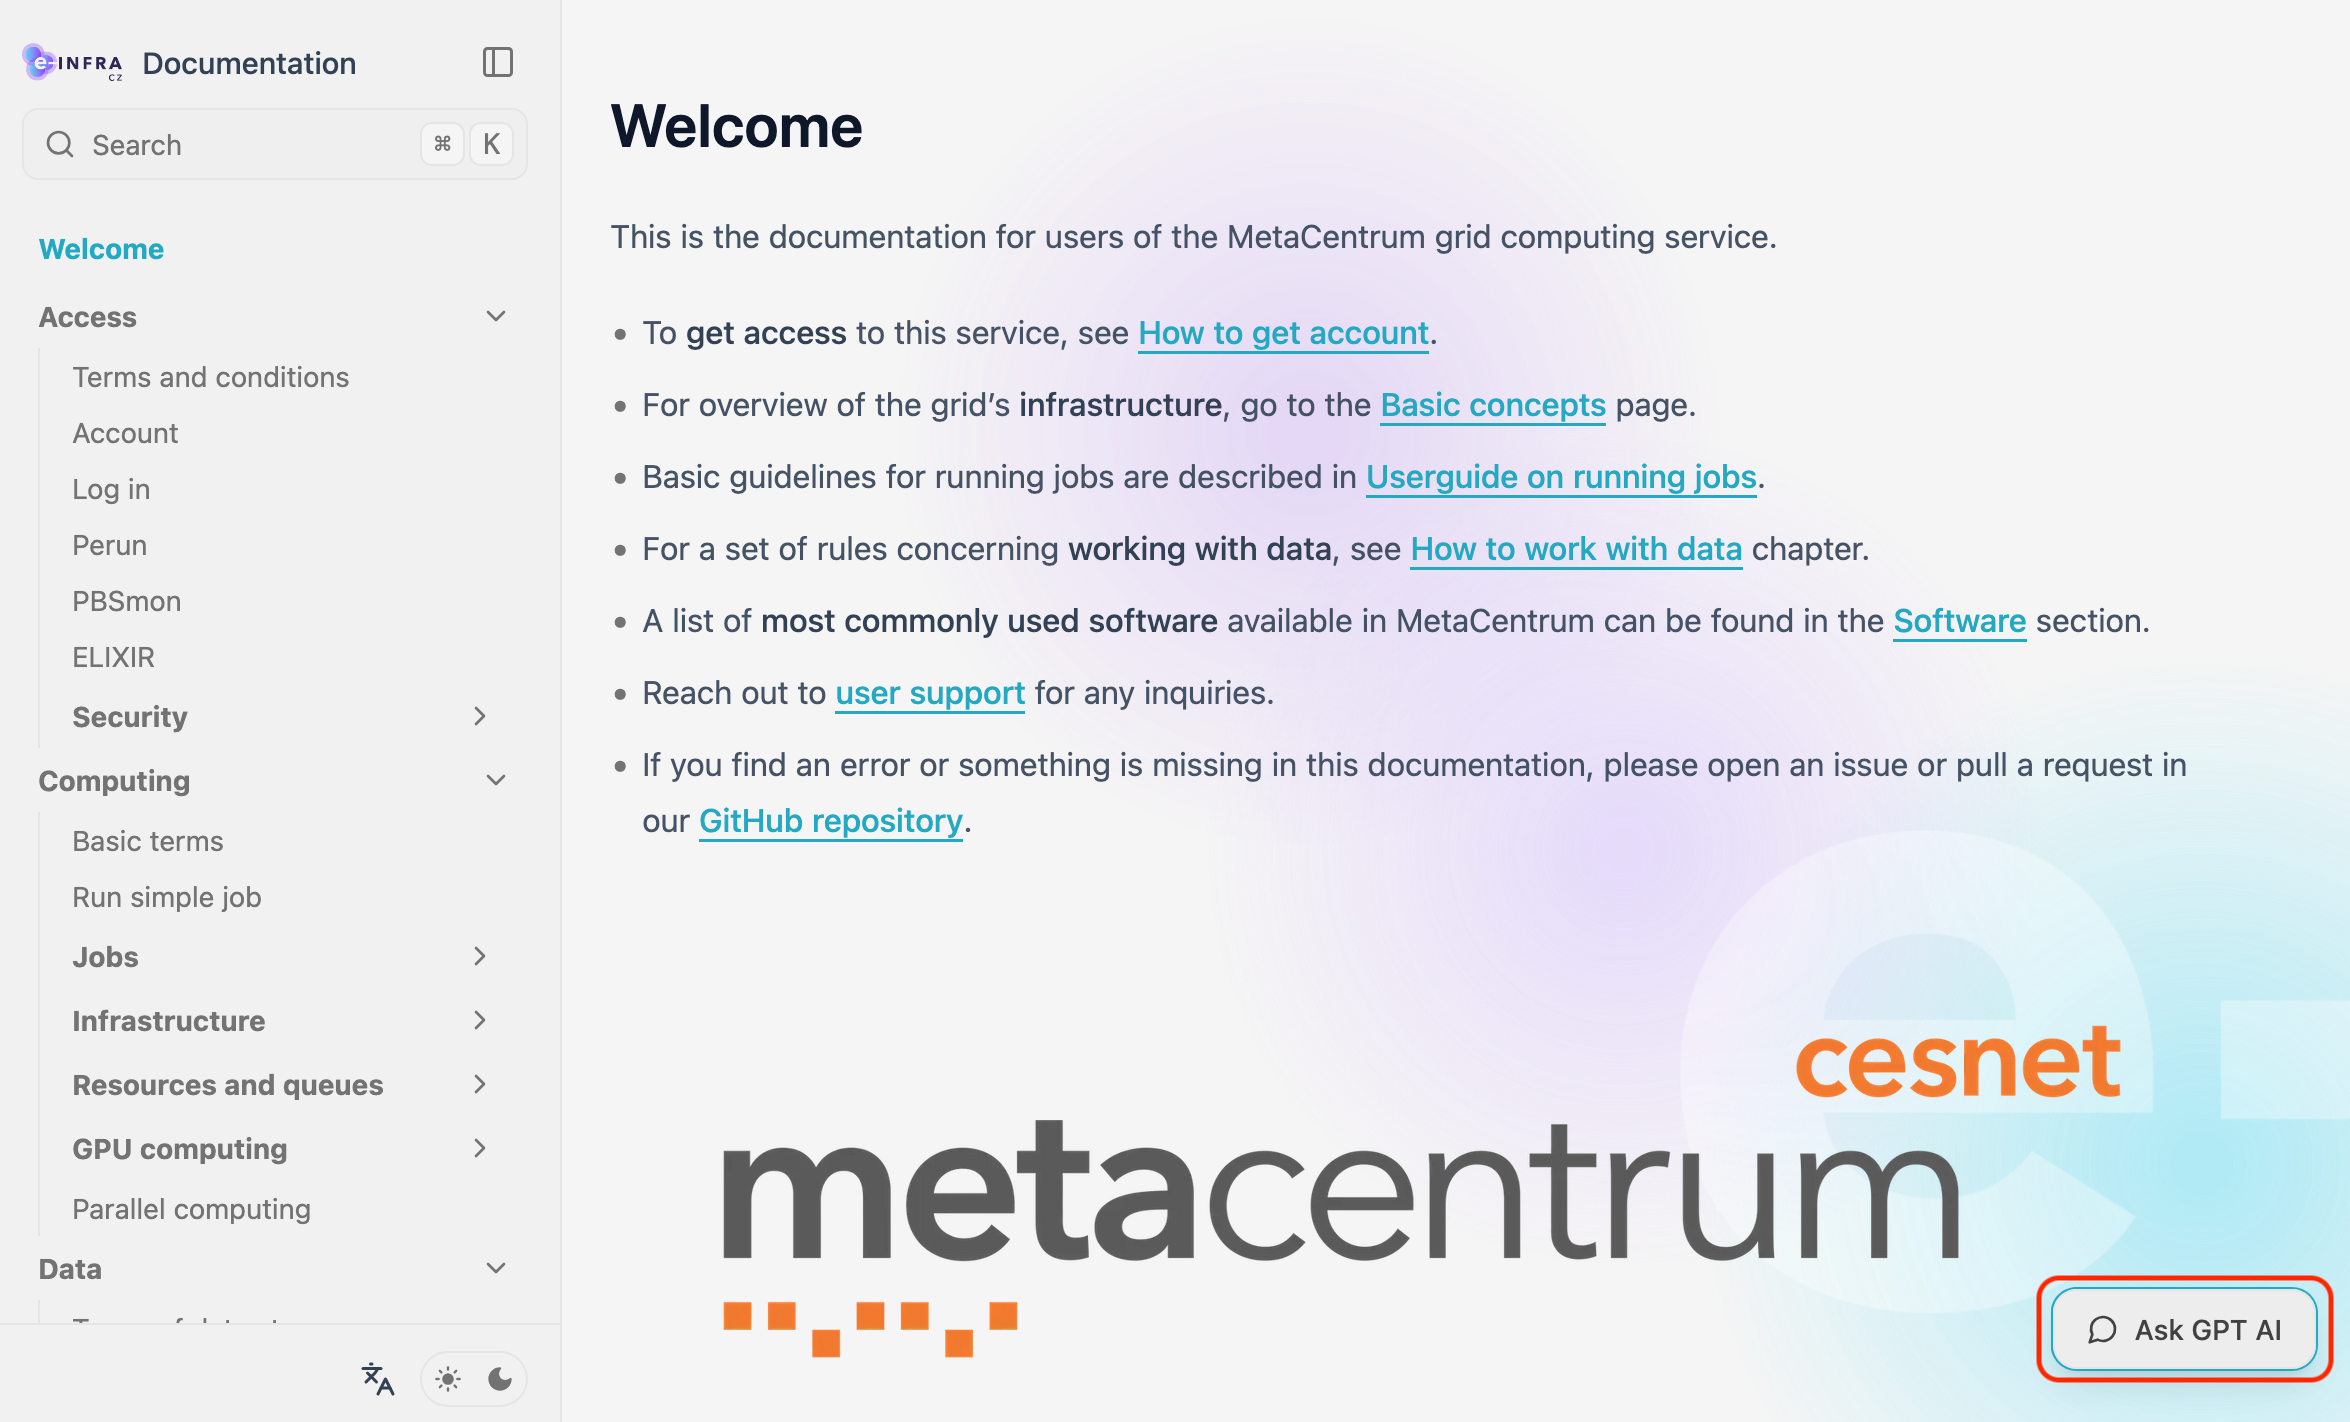 e-INFRA CZ Documentation
Search ⌘ K
Welcome
Access
Terms and conditions
Account
Log in
Perun
PBSmon
ELIXIR
Security
Computing
Basic terms
Run simple job
Jobs
Infrastructure
Resources and queues
GPU computing
Parallel computing
Data
Welcome
This is the documentation for users of the MetaCentrum grid computing service.
• To get access to this service, see How to get account.
• For overview of the grid’s infrastructure, go to the Basic concepts page.
• Basic guidelines for running jobs are described in Userguide on running jobs.
• For a set of rules concerning working with data, see How to work with data chapter.
• A list of most commonly used software available in MetaCentrum can be found in the Software section.
• Reach out to user support for any inquiries.
• If you find an error or something is missing in this documentation, please open an issue or pull a request in
our GitHub repository.
cesnet
metacentrum
Ask GPT AI